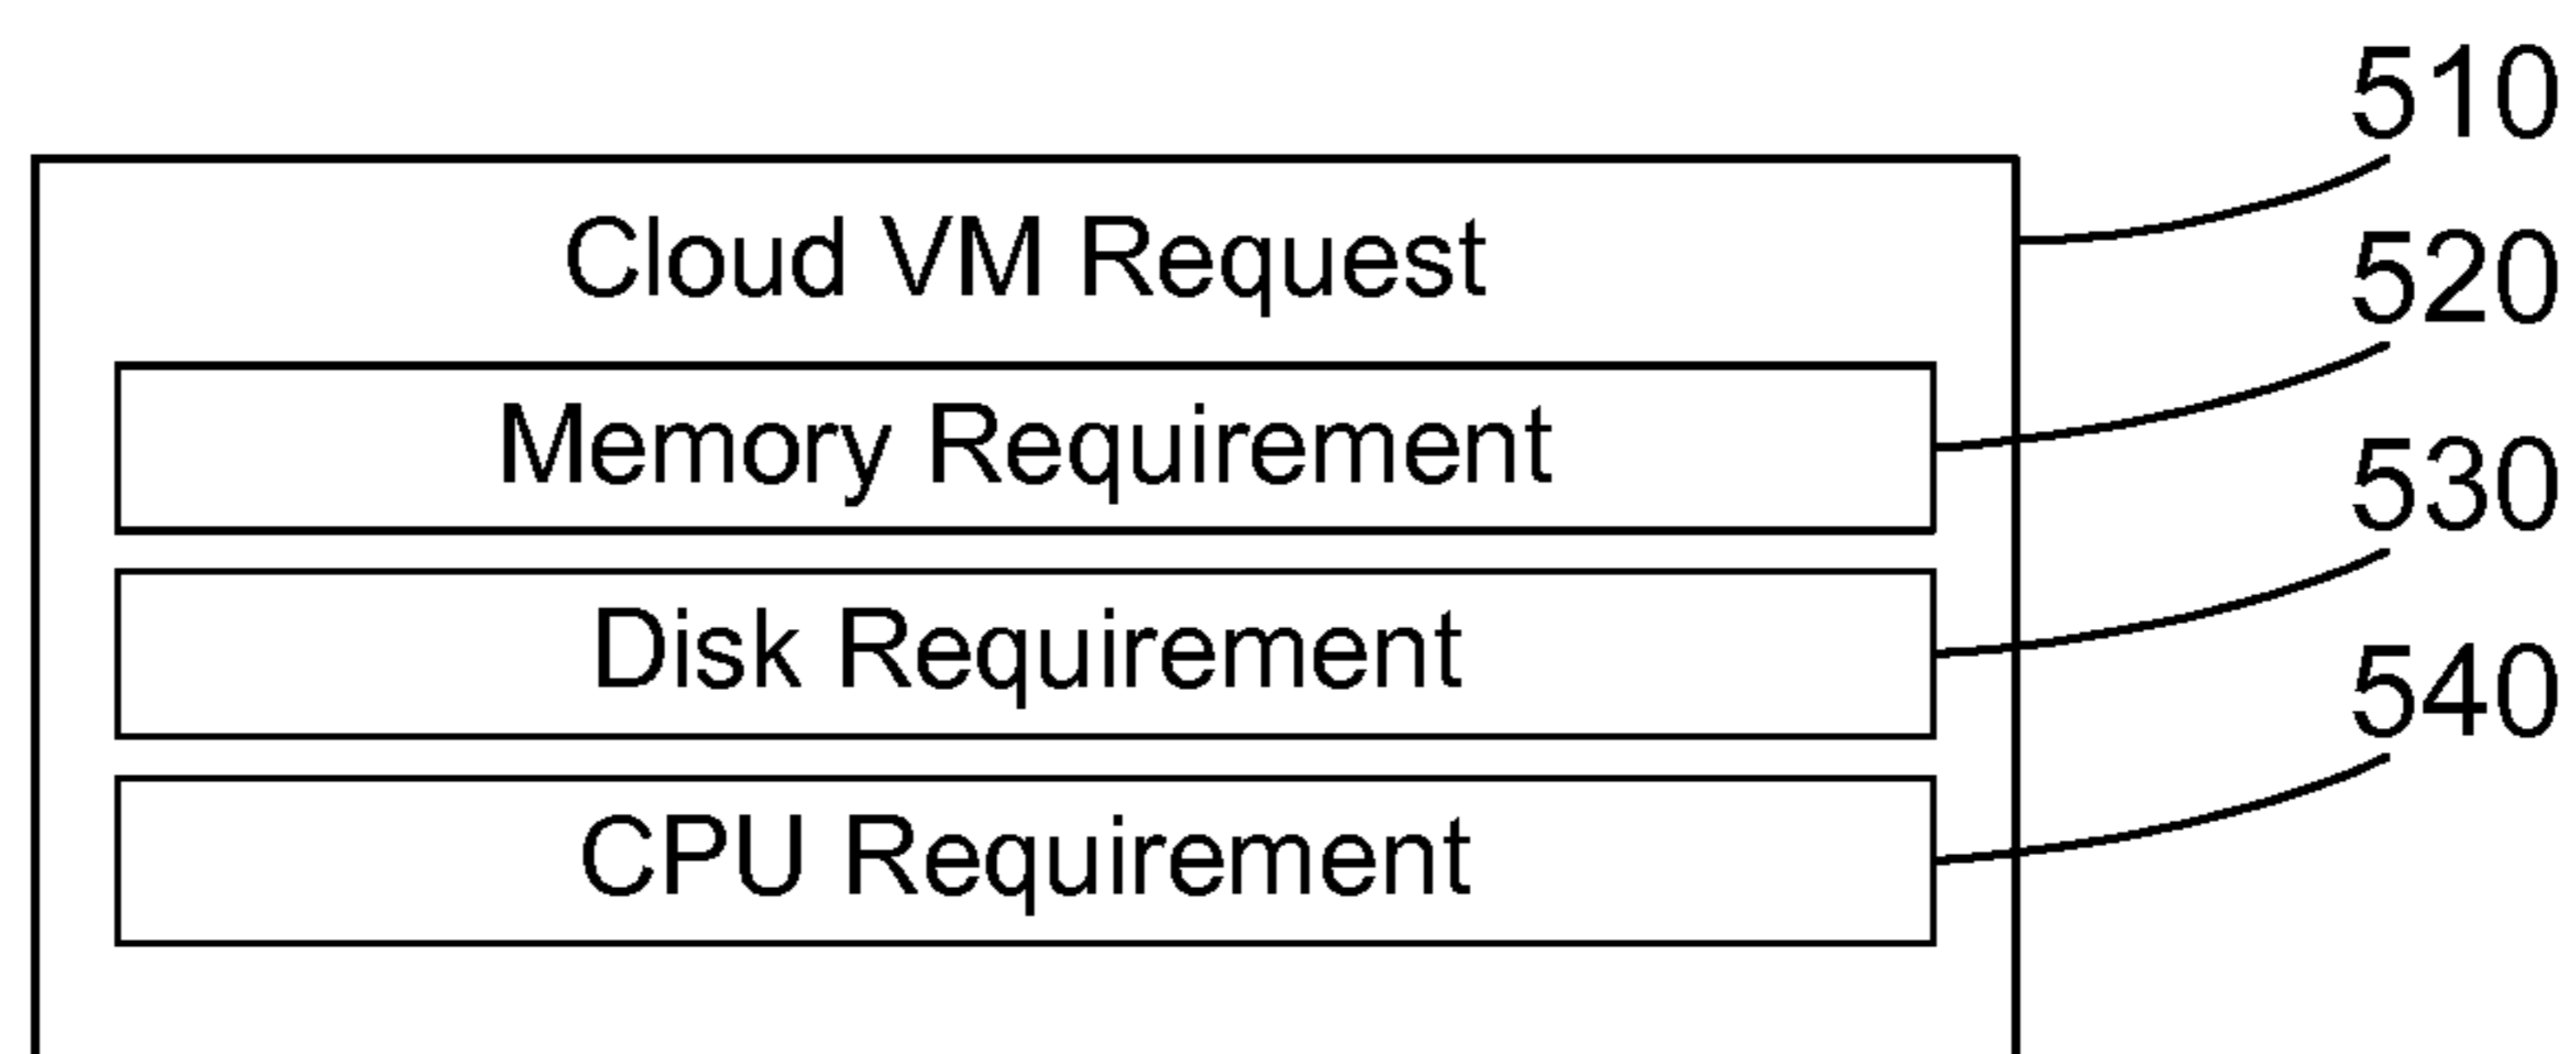 510
Cloud VM Request
520
Memory Requirement
530
Disk Requirement
540
CPU Requirement